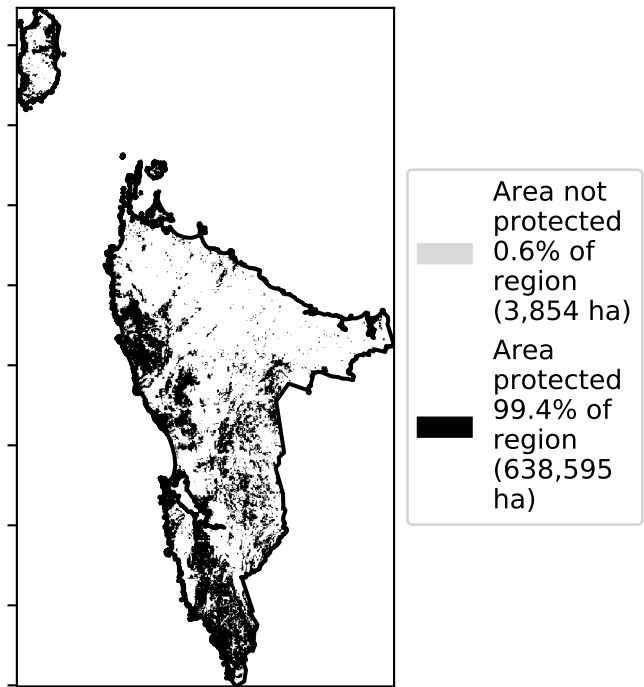 Area not
protected
0.6% of
region
(3,854 ha)
Area
protected
99.4% of
region
(638,595
ha)